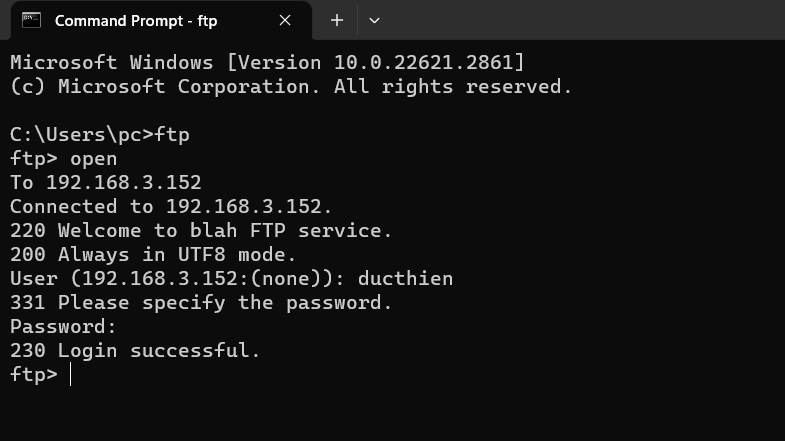 Command Prompt - ftp
Microsoft Windows [Version 10.0.22621.2861]
(c) Microsoft Corporation. All rights reserved.
C:\Users\pc>ftp
ftp> open
To 192.168.3.152
Connected to 192.168.3.152.
220 Welcome to blah FTP service.
200 Always in UTF8 mode.
User (192.168.3.152:(none)): ducthien
331 Please specify the password.
Password:
230 Login successful.
ftp>